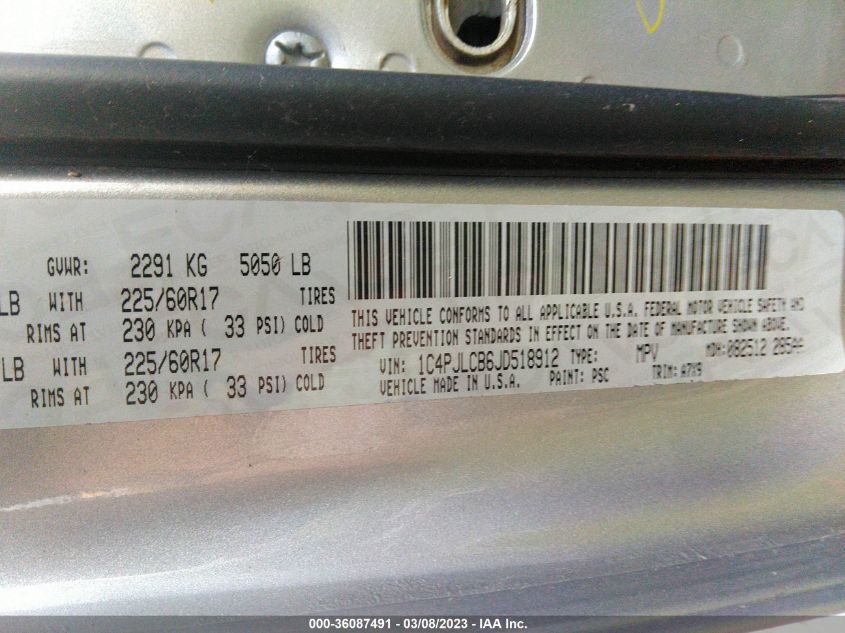 GVWR: 2291 KG 5050 LB
LB WITH 225/60R17 TIRES
RIMS AT 230 KPA ( 33 PSI) COLD
LB WITH 225/60R17 TIRES
RIMS AT 230 KPA ( 33 PSI) COLD
THIS VEHICLE CONFORMS TO ALL APPLICABLE U.S.A. FEDERAL MOTOR VEHICLE SAFETY AND
THEFT PREVENTION STANDARDS IN EFFECT ON THE DATE OF MANUFACTURE SHOWN ABOVE.
VIN: 1C4PJLCB6JD518912 TYPE: MPV MDH:082512 285AA
VEHICLE MADE IN U.S.A. PAINT: PSC TRIM: A7X9
000-36087491 - 03/08/2023 - IAA Inc.